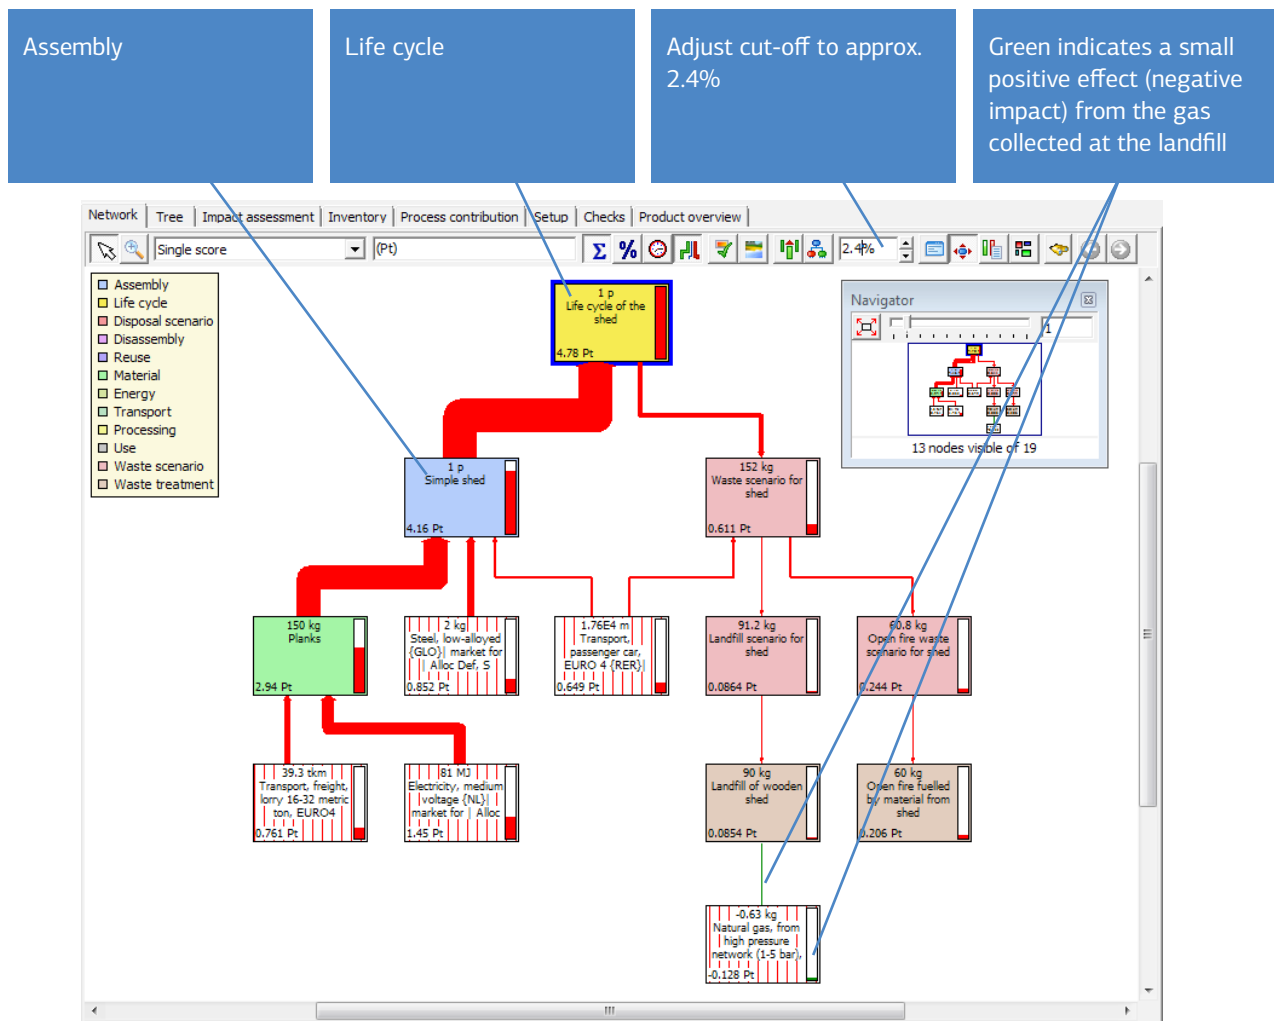 Assembly
Life cycle
Adjust cut-off to approx.
2.4%
Green indicates a small
positive effect (negative
impact) from the gas
collected at the landfill
Network
Tree
Impact assessment
Inventory
Process contribution
Setup
Checks
Product overview
Single score
(Pt)
Σ
%
2.4%
Assembly
Life cycle
Disposal scenario
Disassembly
Reuse
Material
Energy
Transport
Processing
Use
Waste scenario
Waste treatment
1 p
Life cycle of the
shed
4.78 Pt
Navigator
1
13 nodes visible of 19
1 p
Simple shed
4.16 Pt
152 kg
Waste scenario for
shed
0.611 Pt
150 kg
Planks
2.94 Pt
2 kg
Steel, low-alloyed
{GLO}| market for
| Alloc Def, S
0.852 Pt
1.76E4 m
Transport,
passenger car,
EURO 4 {RER}|
0.649 Pt
91.2 kg
Landfill scenario for
shed
0.0864 Pt
60.8 kg
Open fire waste
scenario for shed
0.244 Pt
39.3 tkm
Transport, freight,
lorry 16-32 metric
ton, EURO4
0.761 Pt
81 MJ
Electricity, medium
voltage {NL}|
market for | Alloc
1.45 Pt
90 kg
Landfill of wooden
shed
0.0854 Pt
60 kg
Open fire fuelled
by material from
shed
0.206 Pt
-0.63 kg
Natural gas, from
high pressure
network (1-5 bar),
-0.128 Pt